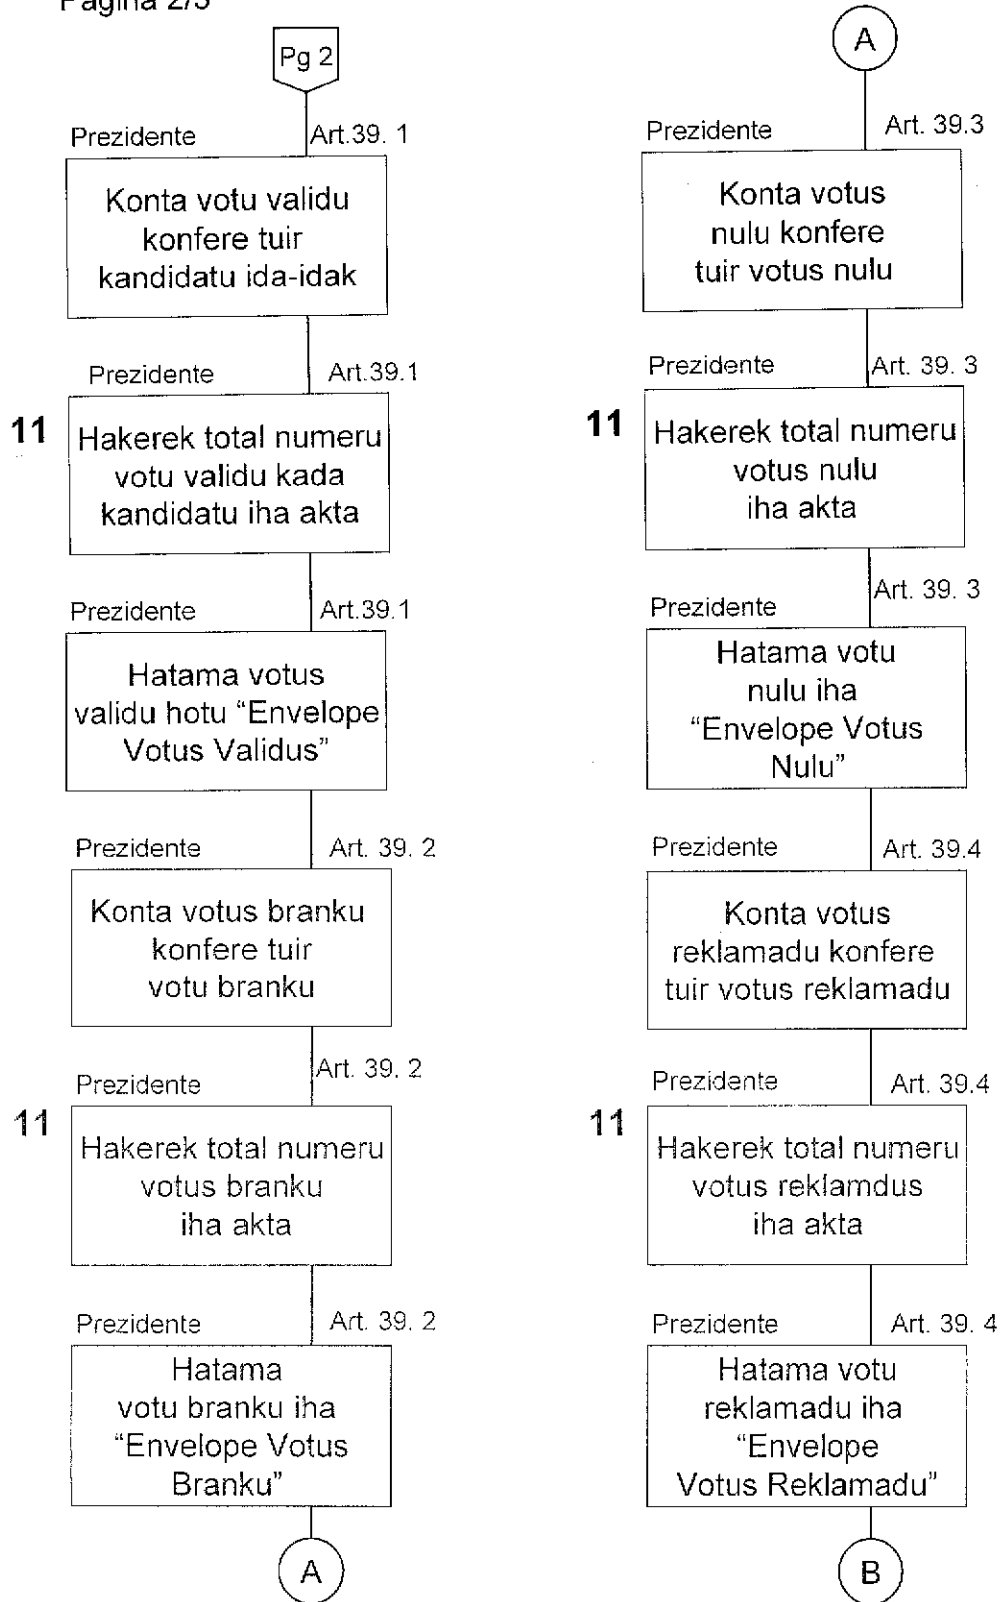 Pagina 2/3
Pg 2
Prezidente Art.39. 1
Konta votu validu
konfere tuir
kandidatu ida-idak
Prezidente Art.39.1
11
Hakerek total numeru
votu validu kada
kandidatu iha akta
Prezidente Art.39.1
Hatama votus
validu hotu “Envelope
Votus Validus”
Prezidente Art. 39. 2
Konta votus branku
konfere tuir
votu branku
Prezidente Art. 39. 2
11
Hakerek total numeru
votus branku
iha akta
Prezidente Art. 39. 2
Hatama
votu branku iha
“Envelope Votus
Branku”
A
A
Prezidente Art. 39.3
Konta votus
nulu konfere
tuir votus nulu
Prezidente Art. 39. 3
11
Hakerek total numeru
votus nulu
iha akta
Prezidente Art. 39. 3
Hatama votu
nulu iha
“Envelope Votus
Nulu”
Prezidente Art. 39.4
Konta votus
reklamadu konfere
tuir votus reklamadu
Prezidente Art. 39.4
11
Hakerek total numeru
votus reklamdus
iha akta
Prezidente Art. 39. 4
Hatama votu
reklamadu iha
“Envelope
Votus Reklamadu”
B